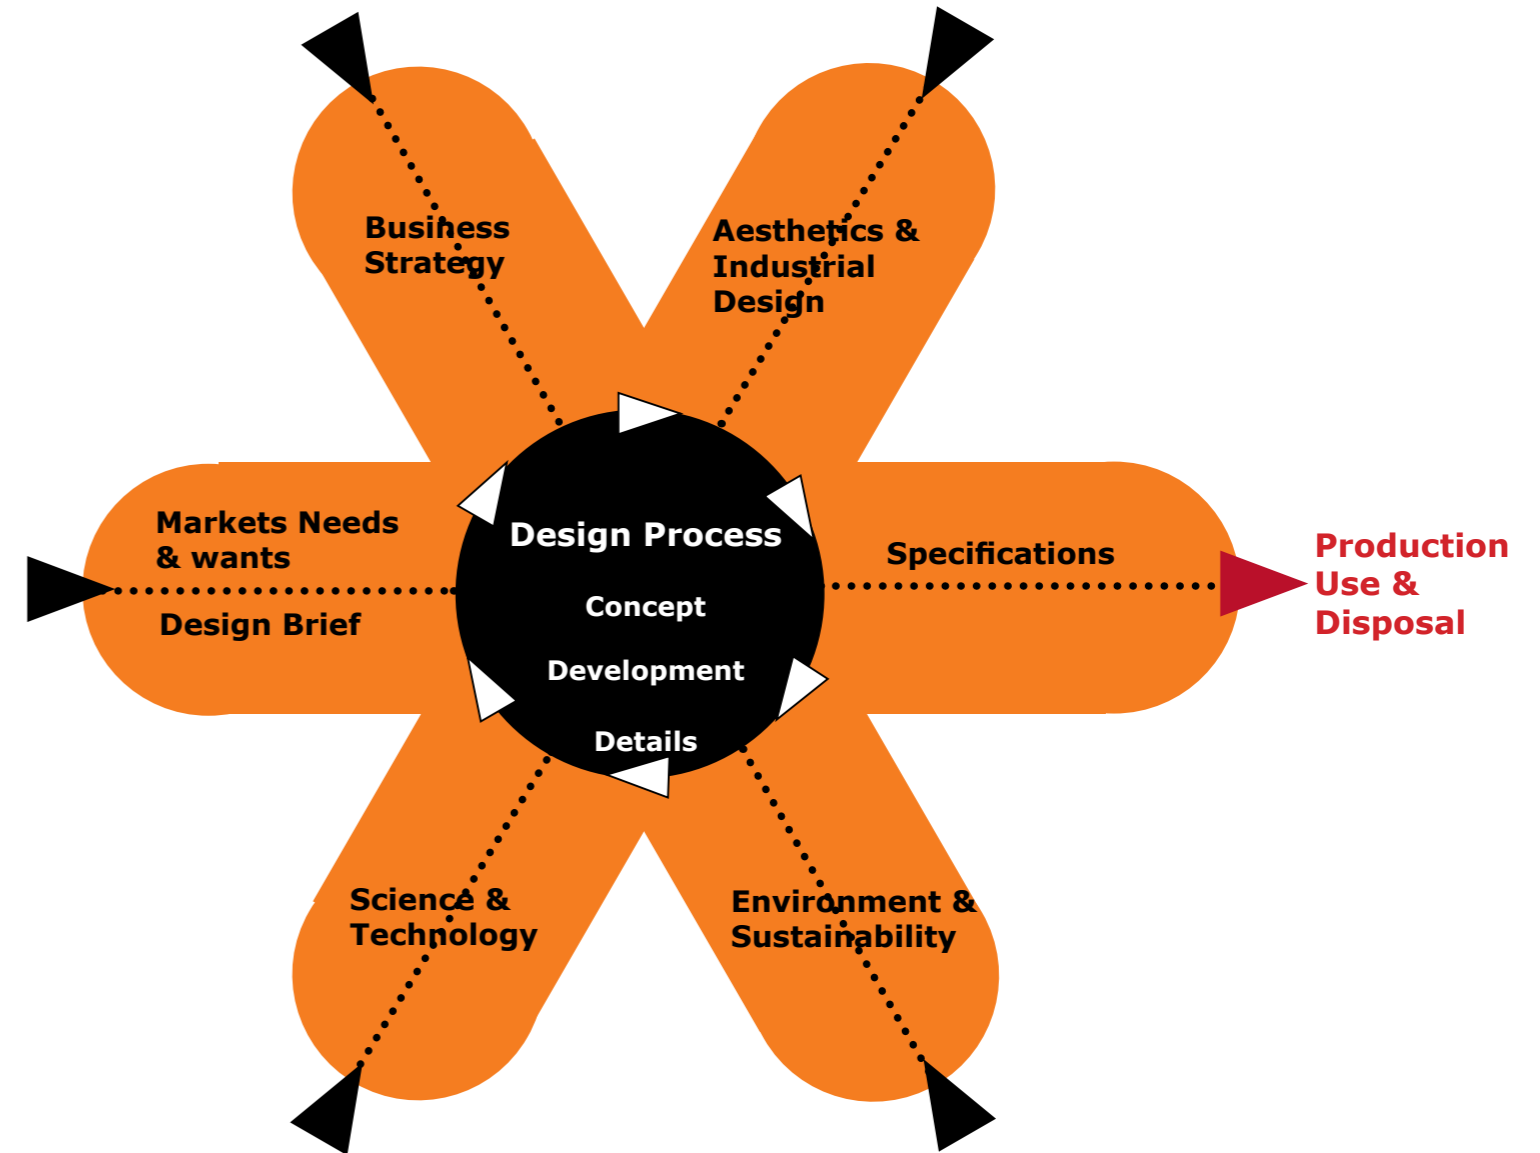 Business
Strategy
Aesthetics &
Industrial
Design
Markets Needs
& wants
Design Brief
Design Process
Concept
Development
Details
Specifications
Production
Use &
Disposal
Science &
Technology
Environment &
Sustainability